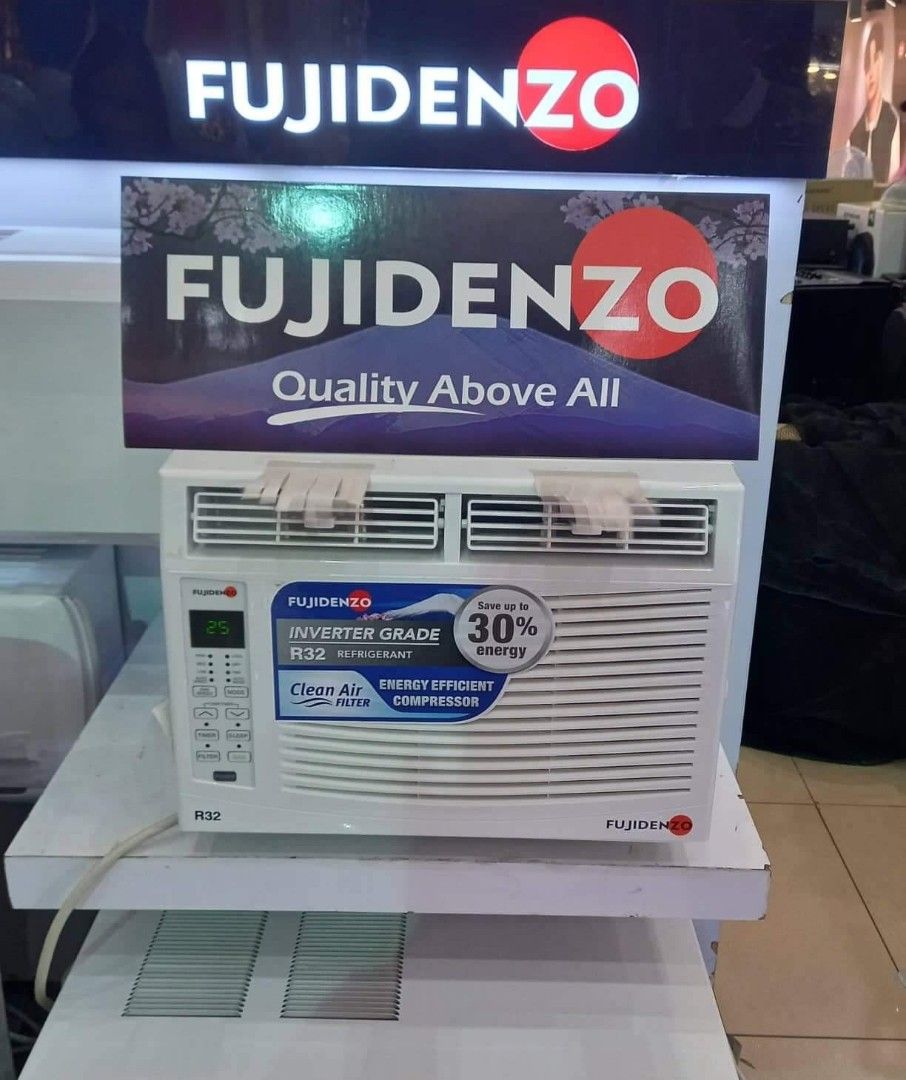 FUJIDENZO
FUJIDENZO
Quality Above All
FUJIDENZO
25
MODE
TIMER SLEEP
FILTER
FUJIDENZO
INVERTER GRADE
R32 REFRIGERANT
Save up to
30%
energy
Clean Air
FILTER
ENERGY EFFICIENT
COMPRESSOR
R32
FUJIDENZO